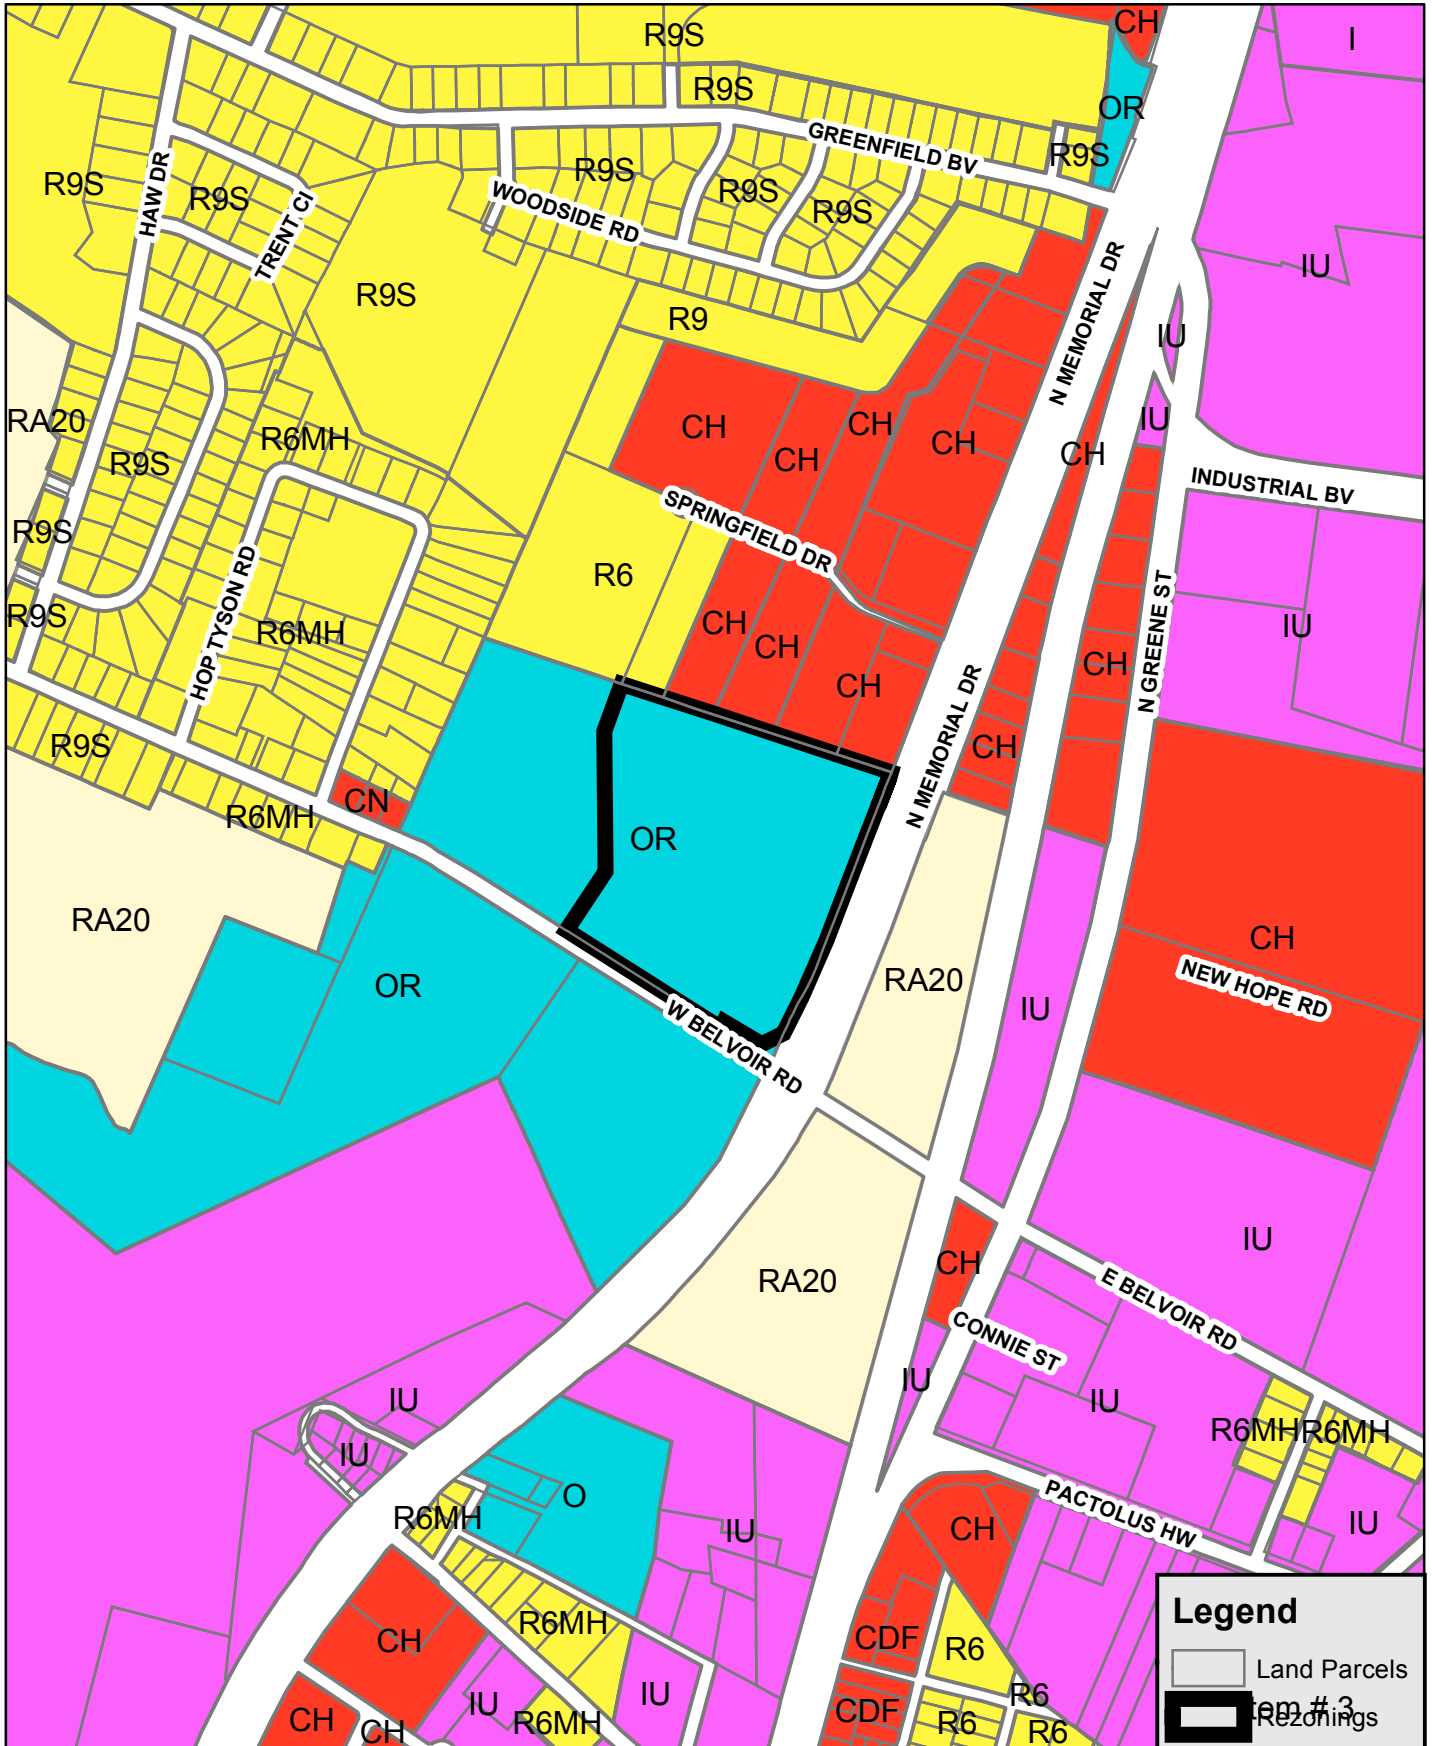 CH
I
R9S
R9S
OR
GREENFIELD BV
R9S
R9S
R9S
HAW DR
R9S
TRENT CI
WOODSIDE RD
R9S
R9S
IU
N MEMORIAL DR
R9S
R9
IU
RA20
R6MH
R9S
CH
CH
CH
CH
CH
IU
INDUSTRIAL BV
R9S
SPRINGFIELD DR
HOP TYSON RD
R6
N GREENE ST
R9S
R6MH
CH
CH
CH
IU
CH
N MEMORIAL DR
R9S
CH
CN
R6MH
OR
RA20
OR
RA20
IU
CH
NEW HOPE RD
W BELVOIR RD
RA20
CH
IU
E BELVOIR RD
CONNIE ST
IU
IU
IU
IU
R6MH
R6MH
O
R6MH
IU
CH
PACTOLUS HW
IU
CH
R6MH
CDF
R6
IU
IU
R6
CH
CH
R6MH
CDF
R6
R6
Legend
Land Parcels
Rezonings
tem # 3